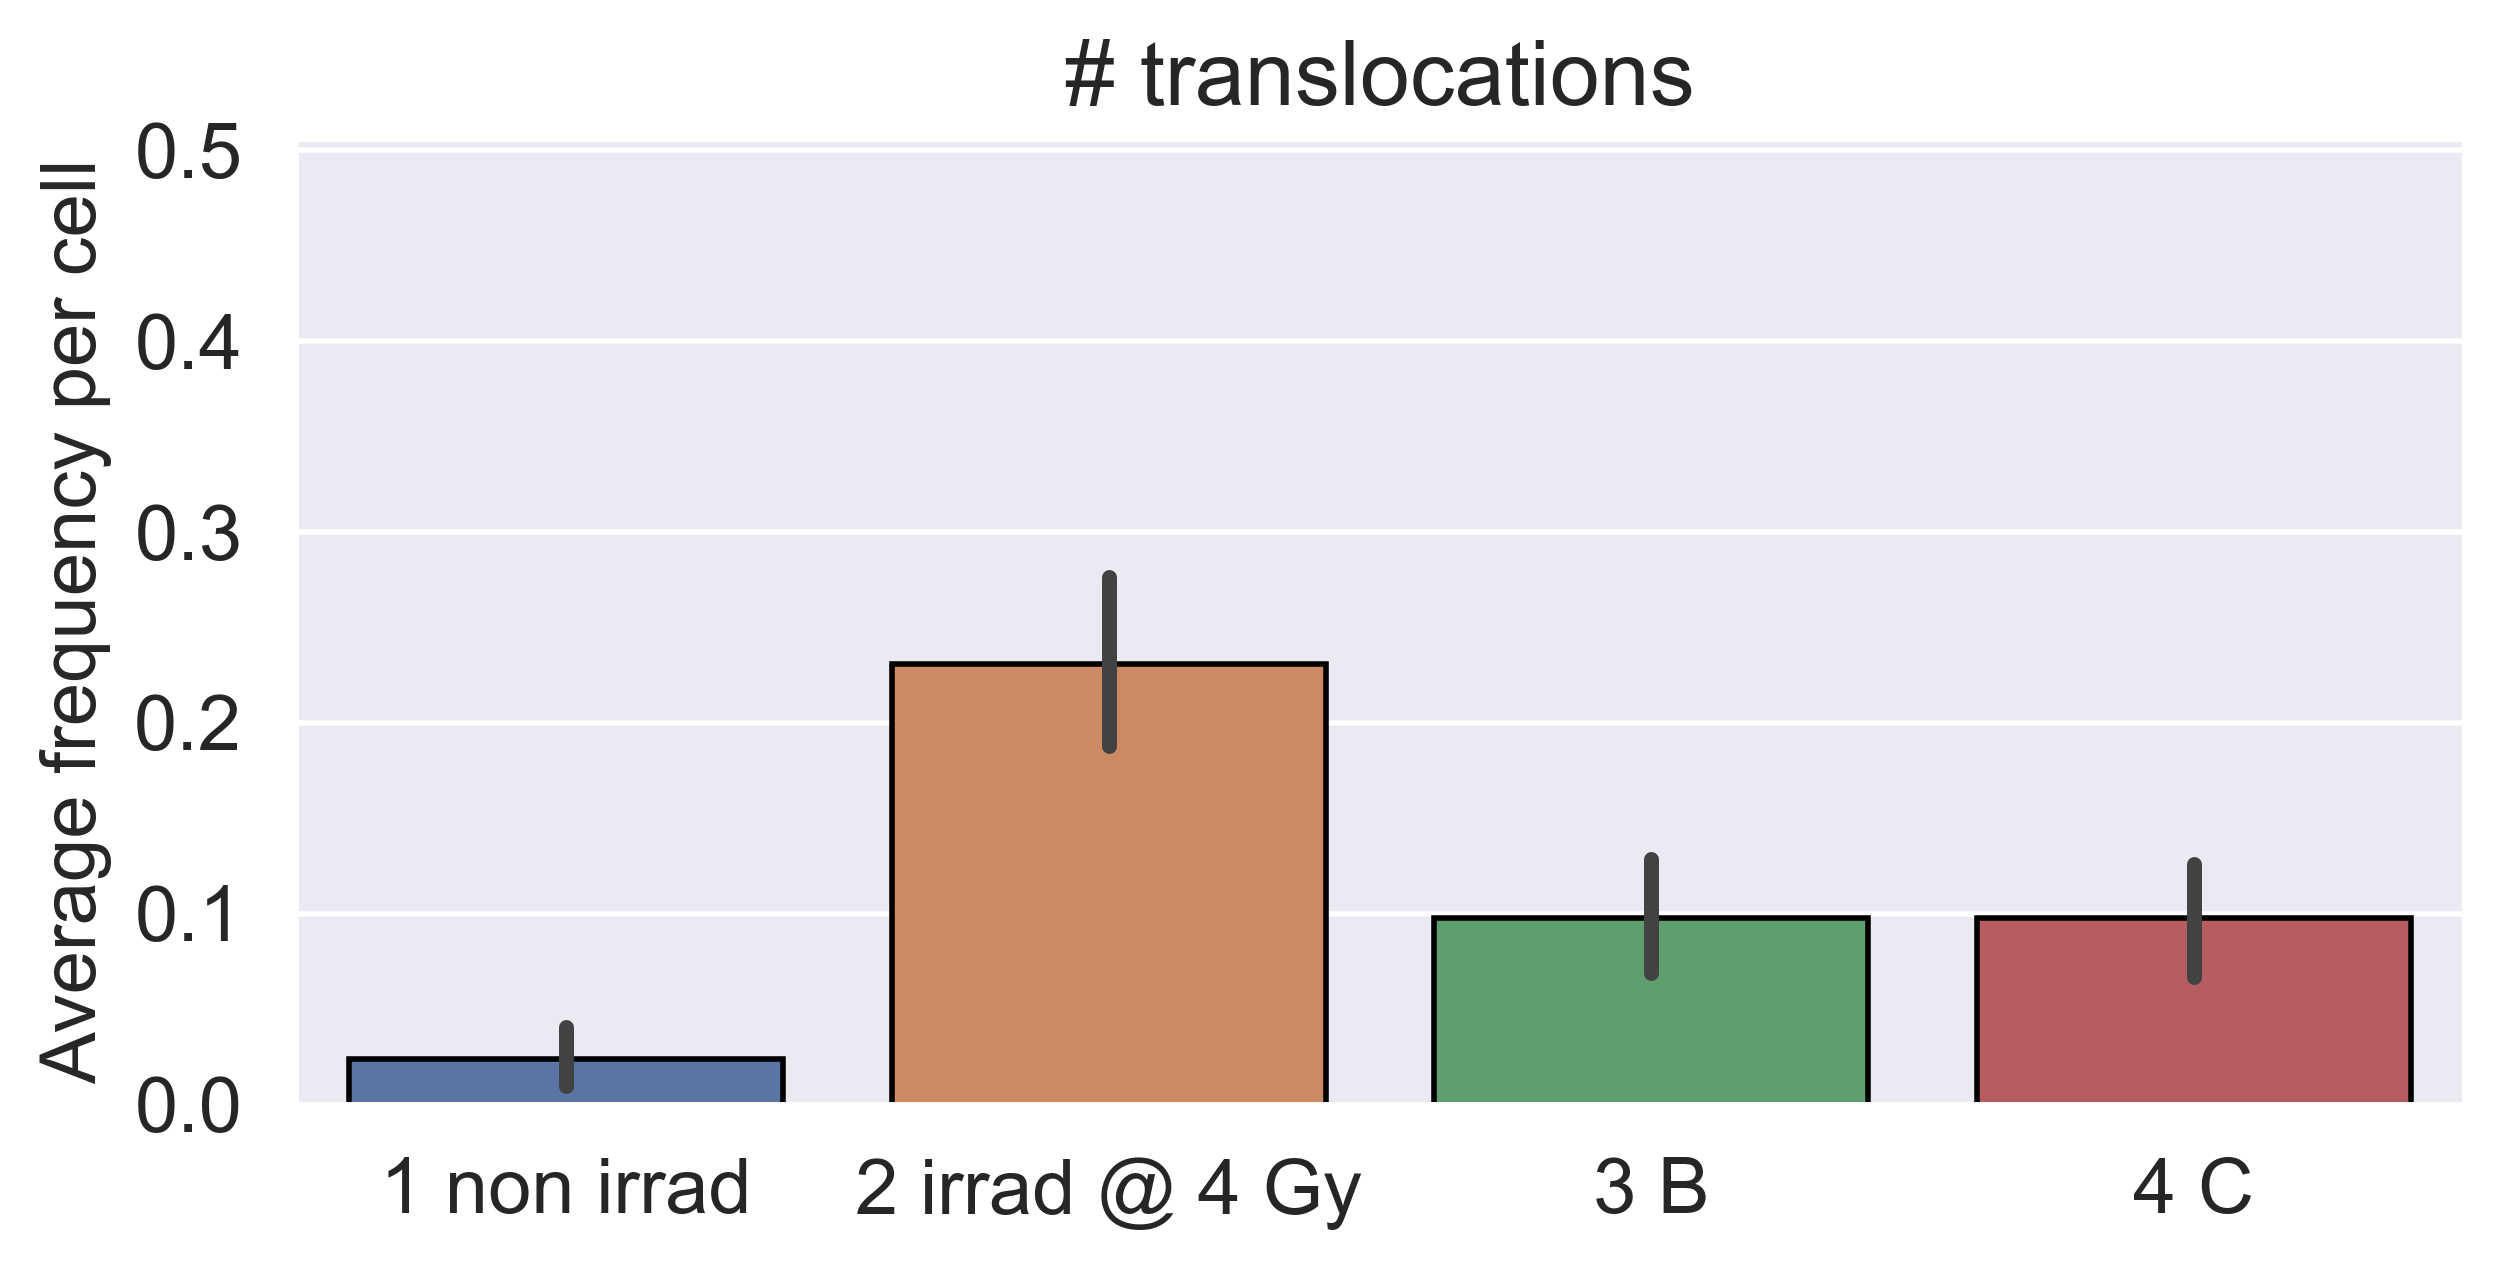 # translocations
Average frequency per cell
0.5
0.4
0.3
0.2
0.1
0.0
1 non irrad
2 irrad @ 4 Gy
3 B
4 C